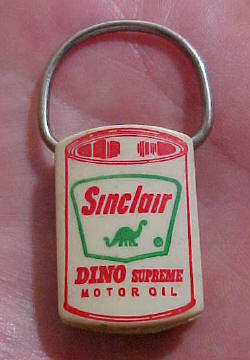 Sinclair
DINO SUPREME
MOTOR OIL